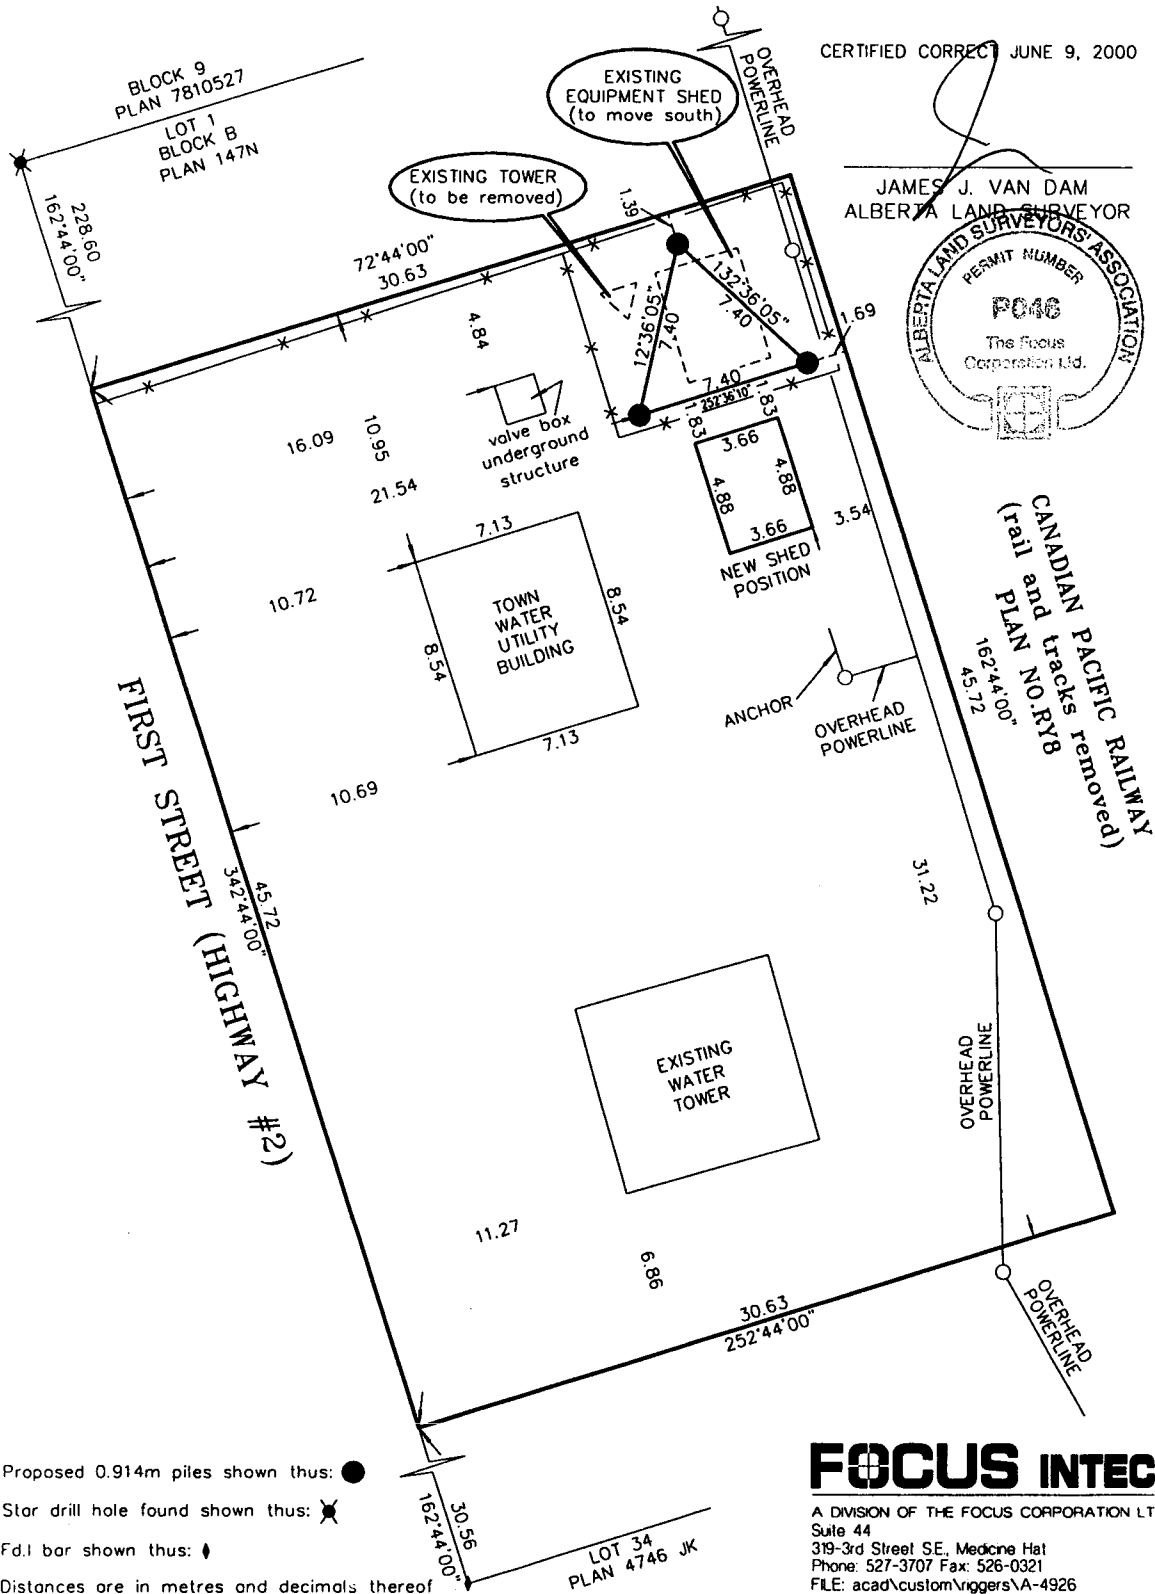 CERTIFIED CORRECT JUNE 9, 2000
JAMES J. VAN DAM
ALBERTA LAND SURVEYOR
ALBERTA LAND SURVEYORS' ASSOCIATION
PERMIT NUMBER
P046
The Focus
Corporation Ltd.
BLOCK 9
PLAN 7810527
LOT 1
BLOCK B
PLAN 147N
228.60
162°44'00"
EXISTING
EQUIPMENT SHED
(to move south)
EXISTING TOWER
(to be removed)
OVERHEAD
POWERLINE
72°44'00"
30.63
1.39
12°36'05"
7.40
132°36'05"
7.40
7.40
252°36'10"
1.69
4.84
valve box
underground
structure
16.09
10.95
21.54
1.83
1.83
3.66
4.88
4.88
3.66
3.54
NEW SHED
POSITION
7.13
8.54
TOWN
WATER
UTILITY
BUILDING
8.54
7.13
10.72
10.69
ANCHOR
OVERHEAD
POWERLINE
CANADIAN PACIFIC RAILWAY
(rail and tracks removed)
PLAN NO.RY8
162°44'00"
45.72
FIRST STREET (HIGHWAY #2)
45.72
342°44'00"
31.22
EXISTING
WATER
TOWER
OVERHEAD
POWERLINE
11.27
6.86
30.63
252°44'00"
OVERHEAD
POWERLINE
30.56
162°44'00"
LOT 34
PLAN 4746 JK
Proposed 0.914m piles shown thus:
Star drill hole found shown thus:
Fd.I bar shown thus:
Distances are in metres and decimals thereof
FOCUS INTEC
A DIVISION OF THE FOCUS CORPORATION LT
Suite 44
319-3rd Street S.E., Medicine Hat
Phone: 527-3707 Fax: 526-0321
FILE: acad\custom\riggers\A-4926